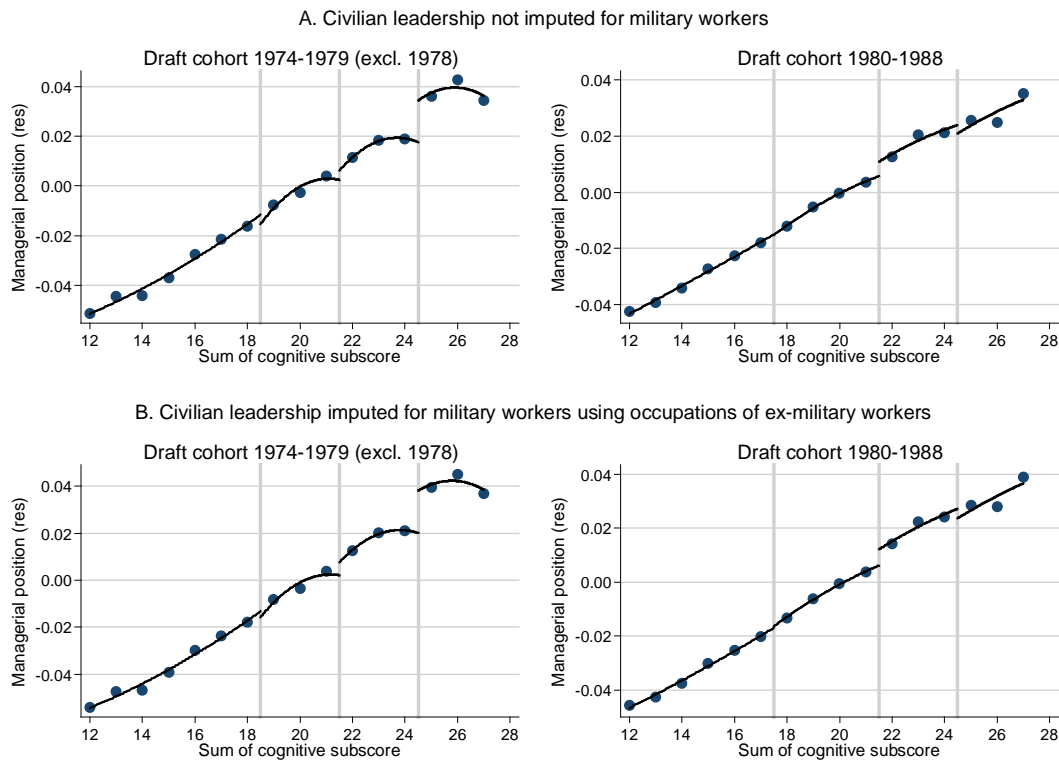 A. Civilian leadership not imputed for military workers
Draft cohort 1974-1979 (excl. 1978)
Managerial position (res)
0.04
0.02
0.00
-0.02
-0.04
12 14 16 18 20 22 24 26 28
Sum of cognitive subscore
Draft cohort 1980-1988
Managerial position (res)
0.04
0.02
0.00
-0.02
-0.04
12 14 16 18 20 22 24 26 28
Sum of cognitive subscore
B. Civilian leadership imputed for military workers using occupations of ex-military workers
Draft cohort 1974-1979 (excl. 1978)
Managerial position (res)
0.04
0.02
0.00
-0.02
-0.04
12 14 16 18 20 22 24 26 28
Sum of cognitive subscore
Draft cohort 1980-1988
Managerial position (res)
0.04
0.02
0.00
-0.02
-0.04
12 14 16 18 20 22 24 26 28
Sum of cognitive subscore